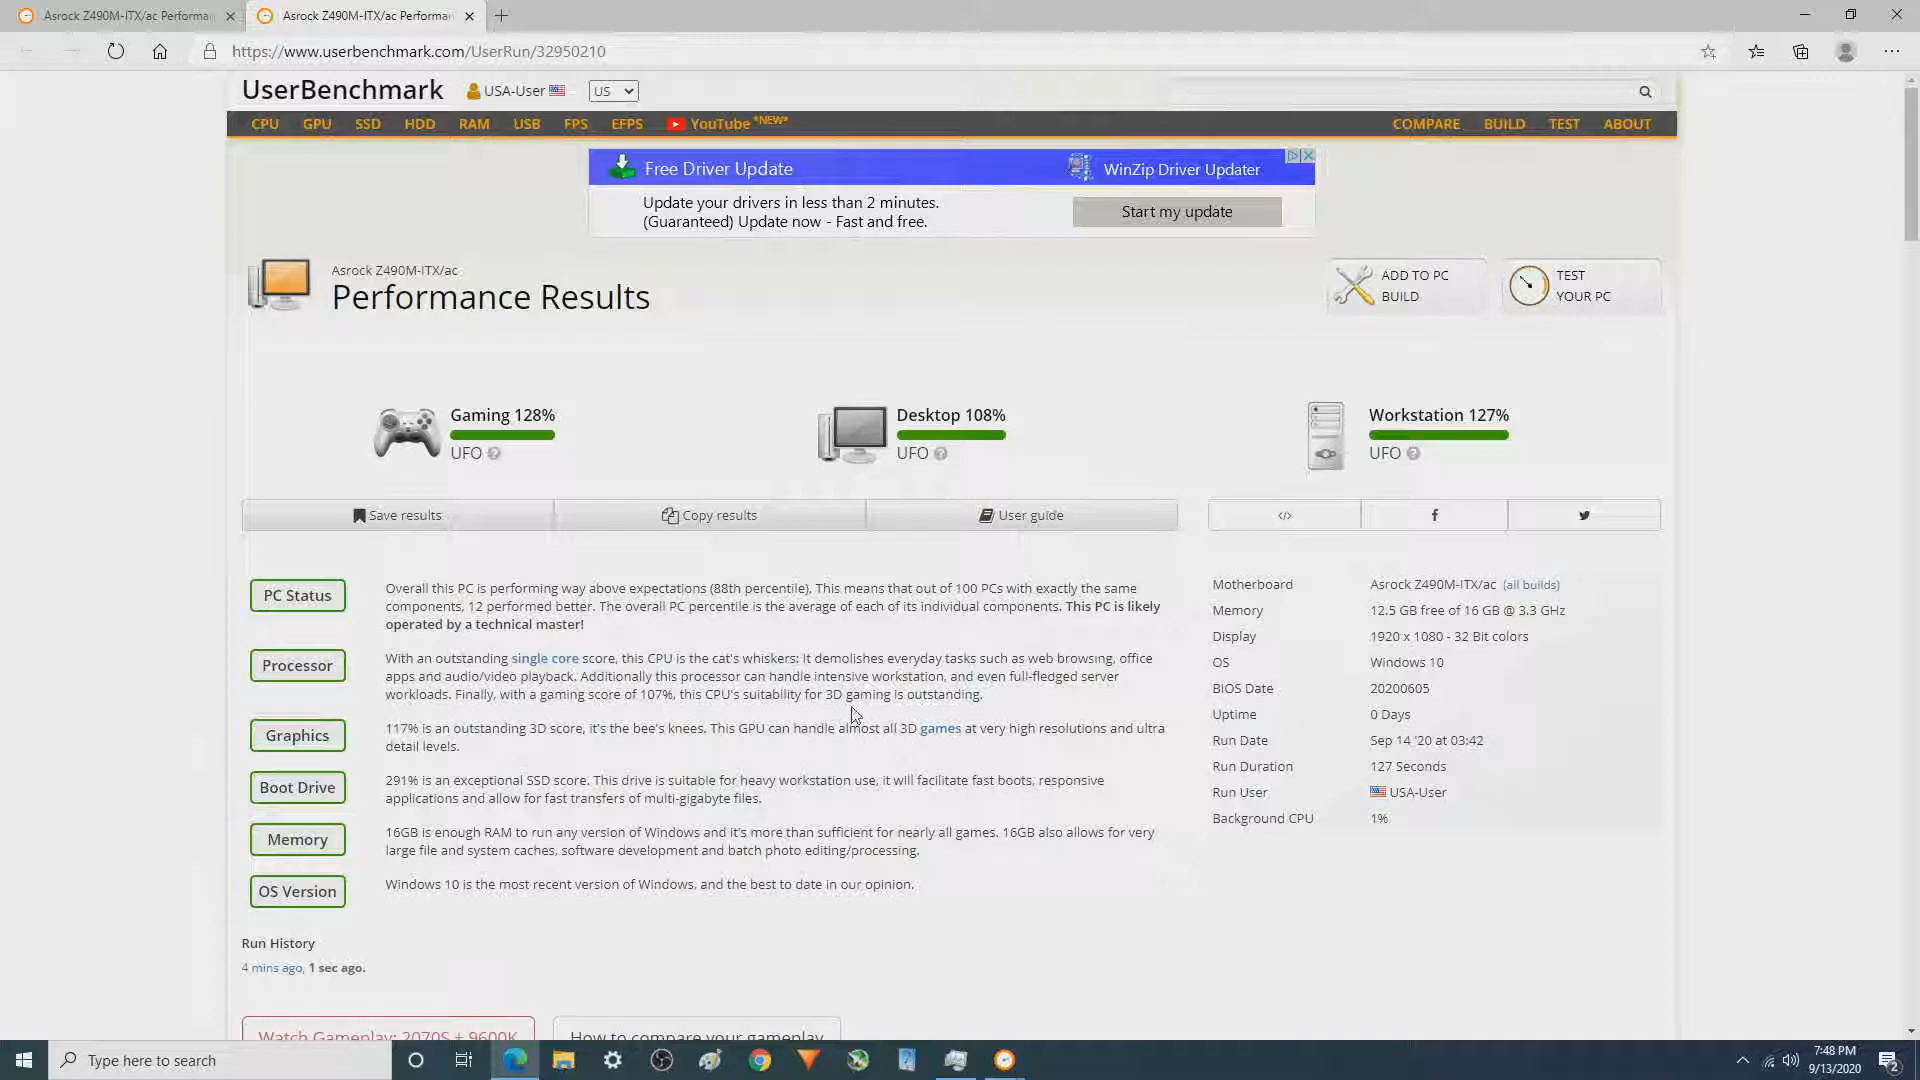 Asrock Z490M-ITX/ac Performa
Asrock Z490M-ITX/ac Performar
https://www.userbenchmark.com/UserRun/32950210
UserBenchmark
USA-User
US
CPU GPU SSD HDD RAM USB FPS EFPS YouTube *NEW*
COMPARE BUILD TEST ABOUT
Free Driver Update
WinZip Driver Updater
Update your drivers in less than 2 minutes.
(Guaranteed) Update now - Fast and free.
Start my update
Asrock Z490M-ITX/ac
Performance Results
ADD TO PC
BUILD
TEST
YOUR PC
Gaming 128%
UFO
Desktop 108%
UFO
Workstation 127%
UFO
Save results
Copy results
User guide
PC Status
Overall this PC is performing way above expectations (88th percentile). This means that out of 100 PCs with exactly the same
components, 12 performed better. The overall PC percentile is the average of each of its individual components. This PC is likely
operated by a technical master!
Processor
With an outstanding single core score, this CPU is the cat's whiskers: It demolishes everyday tasks such as web browsing, office
apps and audio/video playback. Additionally this processor can handle intensive workstation, and even full-fledged server
workloads. Finally, with a gaming score of 107%, this CPU's suitability for 3D gaming is outstanding.
Graphics
117% is an outstanding 3D score, it's the bee's knees. This GPU can handle almost all 3D games at very high resolutions and ultra
detail levels.
Boot Drive
291% is an exceptional SSD score. This drive is suitable for heavy workstation use, it will facilitate fast boots, responsive
applications and allow for fast transfers of multi-gigabyte files.
Memory
16GB is enough RAM to run any version of Windows and it's more than sufficient for nearly all games. 16GB also allows for very
large file and system caches, software development and batch photo editing/processing.
OS Version
Windows 10 is the most recent version of Windows, and the best to date in our opinion.
Motherboard Asrock Z490M-ITX/ac (all builds)
Memory 12.5 GB free of 16 GB @ 3.3 GHz
Display 1920 x 1080 - 32 Bit colors
OS Windows 10
BIOS Date 20200605
Uptime 0 Days
Run Date Sep 14 '20 at 03:42
Run Duration 127 Seconds
Run User USA-User
Background CPU 1%
Run History
4 mins ago, 1 sec ago.
Watch Gameplay: 2070S + 9600K
How to compare your gameplay
Type here to search
7:48 PM
9/13/2020
2